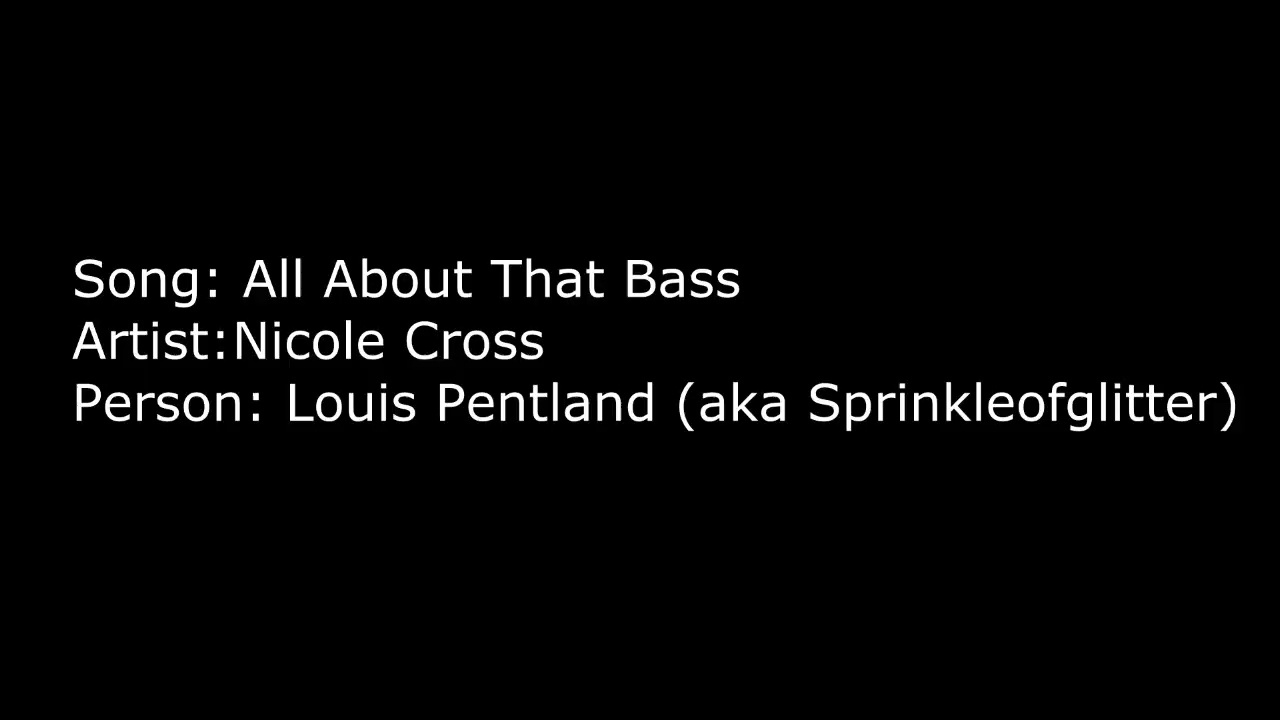 Song: All About That Bass
Artist:Nicole Cross
Person: Louis Pentland (aka Sprinkleofglitter)